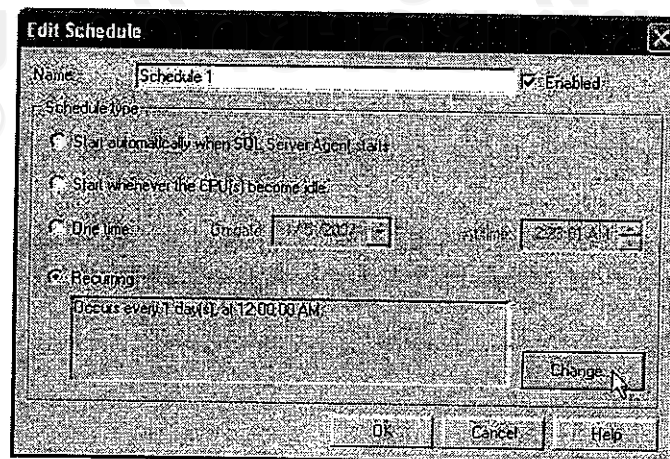 Edit Schedule
Name: Schedule 1 Enabled
Schedule type
Start automatically when SQL Server Agent starts
Start whenever the CPU(s) become idle
One time On date: At time:
Recurring
Occurs every 1 day(s), at 12:00:00 AM.
Change...
OK Cancel Help